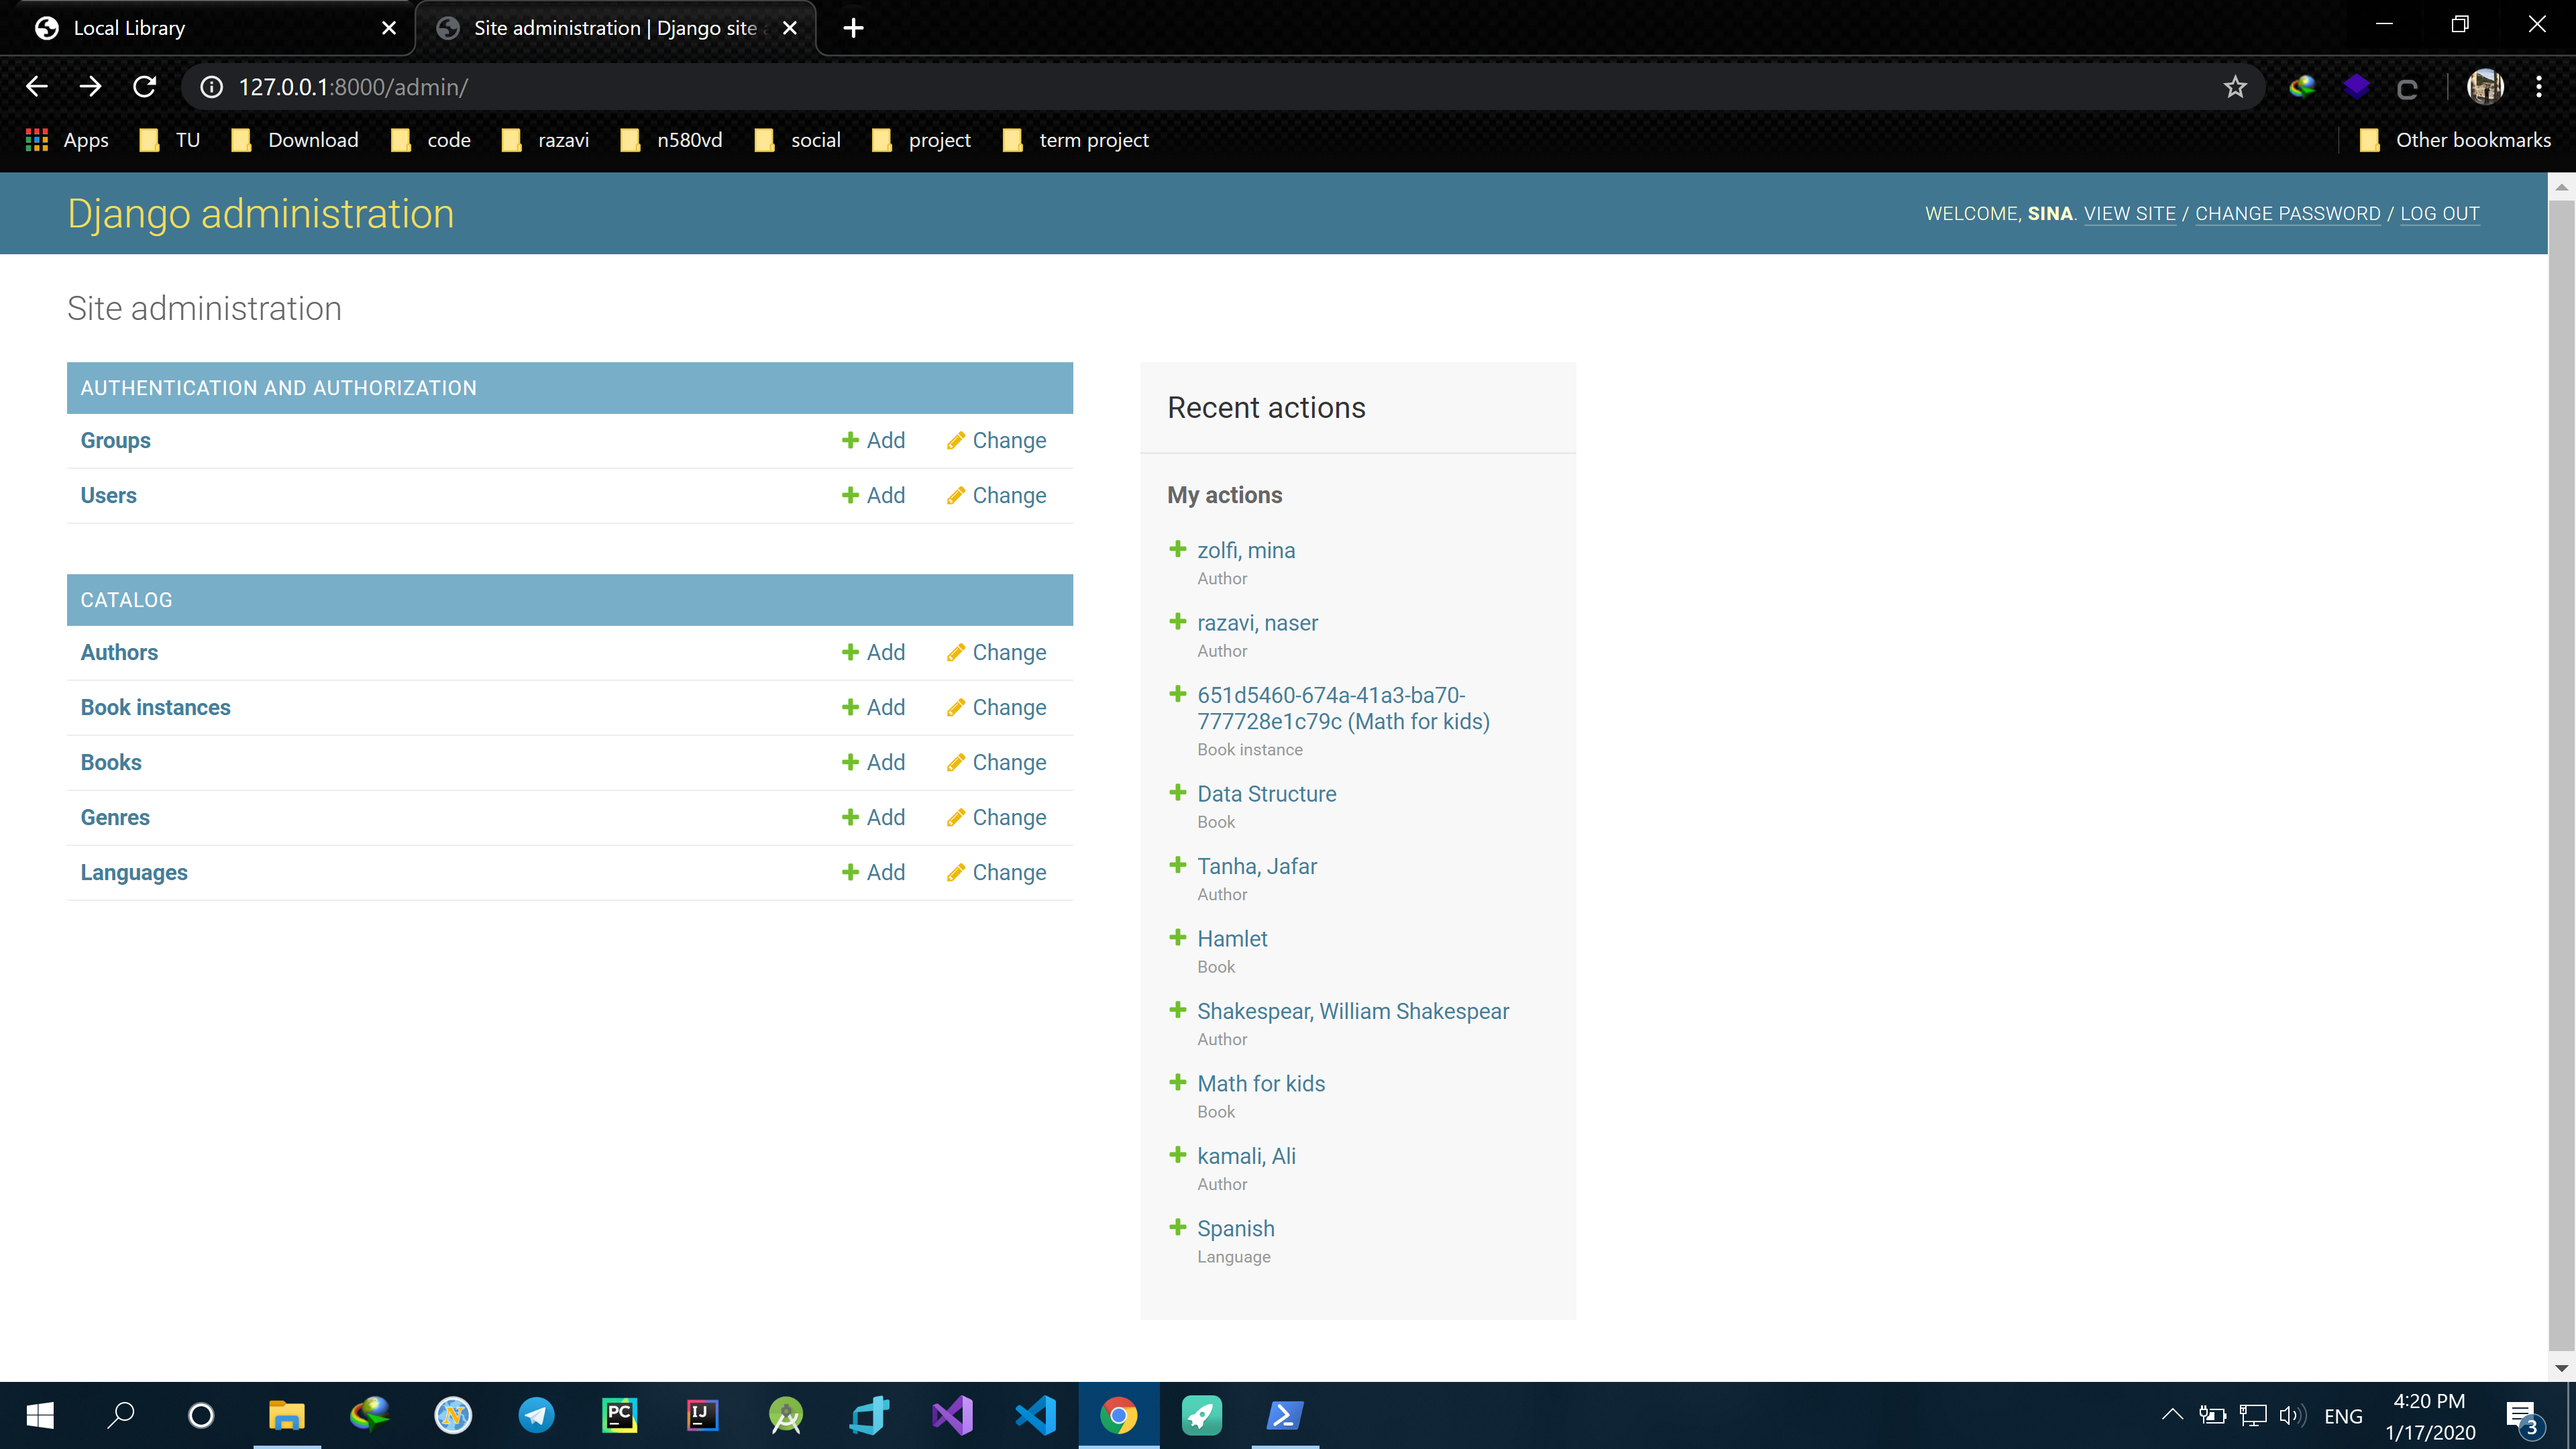 Local Library
Site administration | Django site
127.0.0.1:8000/admin/
Apps TU Download code razavi n580vd social project term project Other bookmarks
Django administration
WELCOME, SINA. VIEW SITE / CHANGE PASSWORD / LOG OUT
Site administration
AUTHENTICATION AND AUTHORIZATION
Groups Add Change
Users Add Change
CATALOG
Authors Add Change
Book instances Add Change
Books Add Change
Genres Add Change
Languages Add Change
Recent actions
My actions
zolfi, mina
Author
razavi, naser
Author
651d5460-674a-41a3-ba70-
777728e1c79c (Math for kids)
Book instance
Data Structure
Book
Tanha, Jafar
Author
Hamlet
Book
Shakespear, William Shakespear
Author
Math for kids
Book
kamali, Ali
Author
Spanish
Language
PC
IJ
ENG
4:20 PM
1/17/2020
3